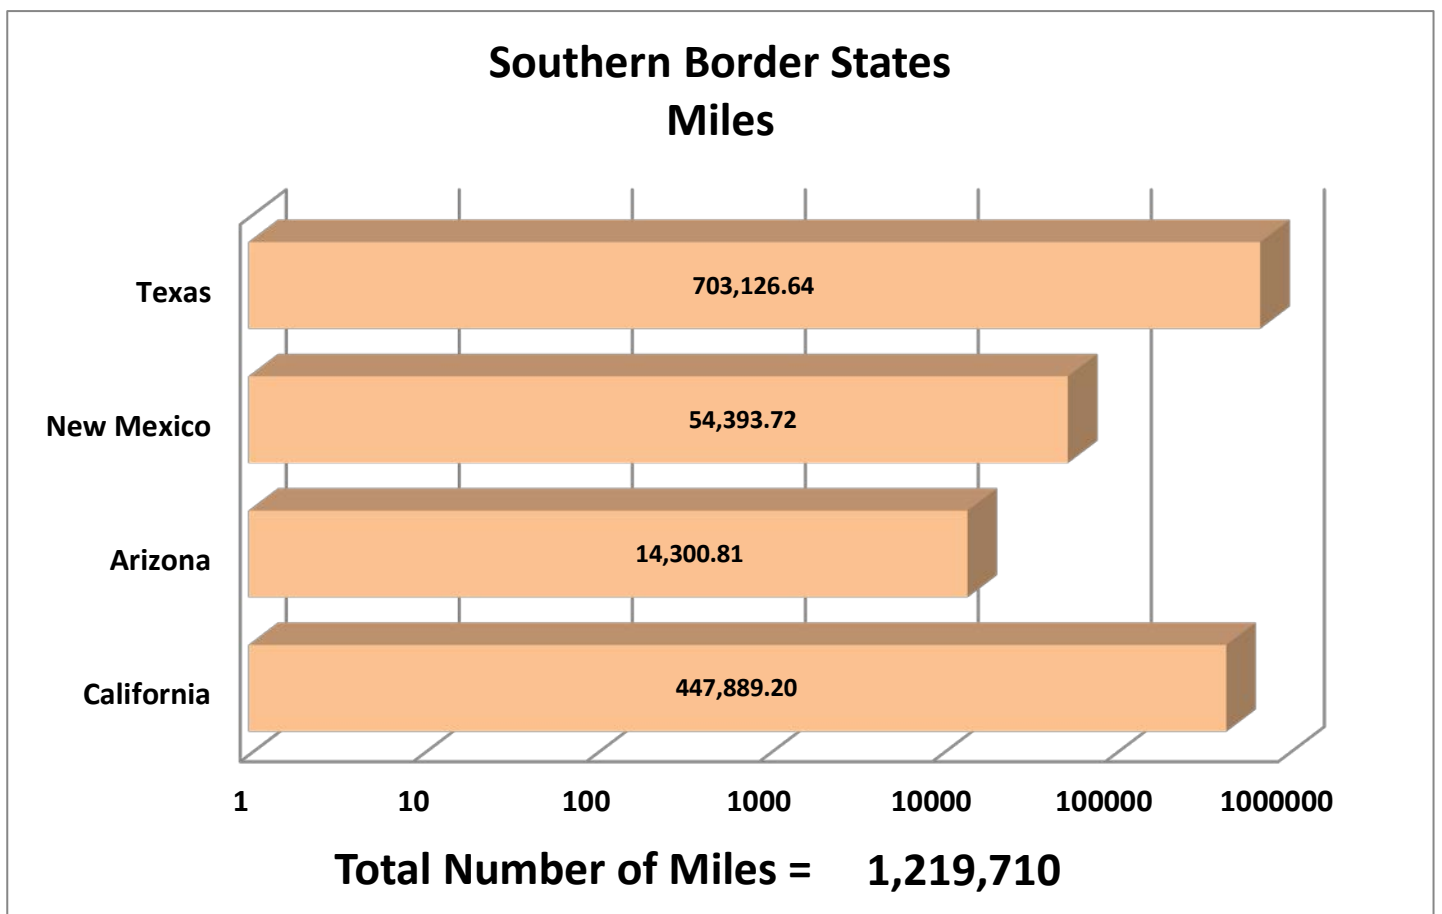 Southern Border States
Miles
Texas
703,126.64
New Mexico
54,393.72
Arizona
14,300.81
California
447,889.20
1 10 100 1000 10000 100000 1000000
Total Number of Miles = 1,219,710